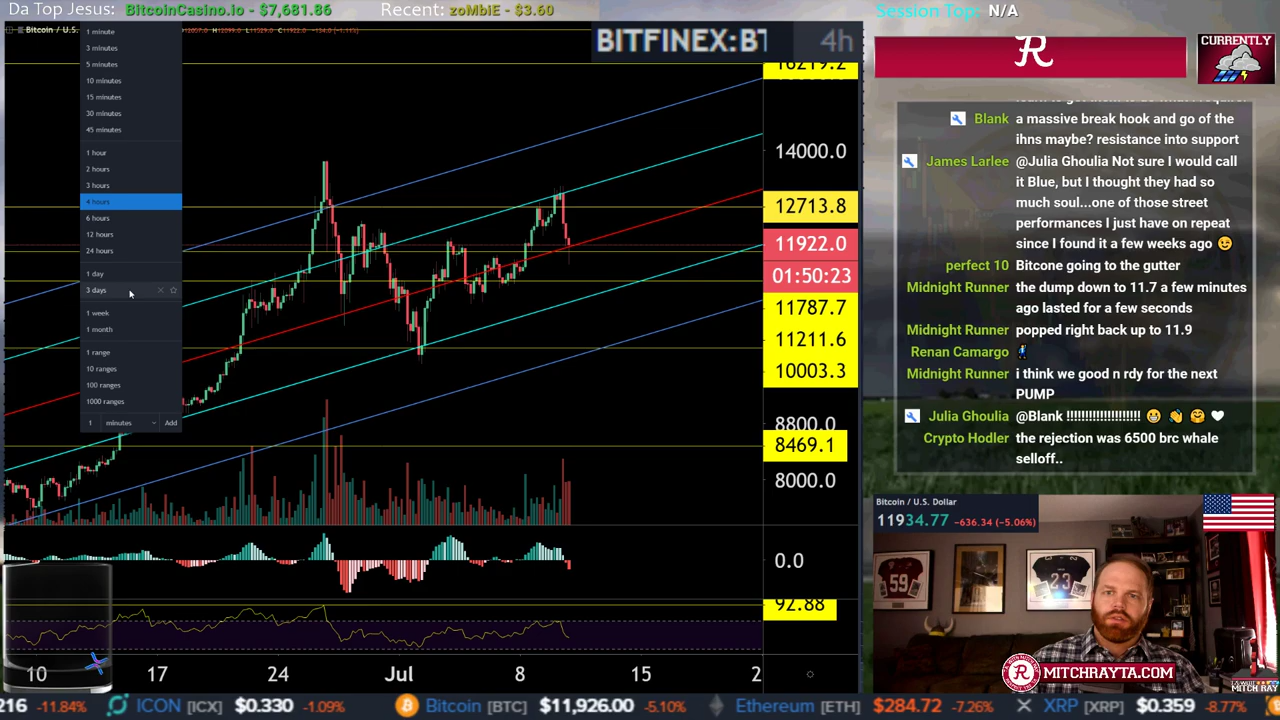 Da Top Jesus: BitcoinCasino.io - $7,681.86
Recent: zoMbiE - $3.60
Session Top: N/A
Bitcoin / U.S.
BITFINEX:BT 4h
R
CURRENTLY
1 minute
3 minutes
5 minutes
10 minutes
15 minutes
30 minutes
45 minutes
1 hour
2 hours
3 hours
4 hours
6 hours
12 hours
24 hours
1 day
3 days
1 week
1 month
1 range
10 ranges
100 ranges
1000 ranges
1 minutes Add
16219.2
14000.0
12713.8
11922.0
01:50:23
11787.7
11211.6
10003.3
8800.0
8469.1
8000.0
0.0
92.88
10 17 24 Jul 8 15 2
Blank a massive break hook and go of the
ihns maybe? resistance into support
James Larlee @Julia Ghoulia Not sure I would call
it Blue, but I thought they had so
much soul...one of those street
performances I just have on repeat
since I found it a few weeks ago 😉
perfect 10 Bitcone going to the gutter
Midnight Runner the dump down to 11.7 a few minutes
ago lasted for a few seconds
Midnight Runner popped right back up to 11.9
Renan Camargo
Midnight Runner i think we good n rdy for the next
PUMP
Julia Ghoulia @Blank !!!!!!!!!!!!!!!!!!! 😀 👏 🤗 🤍
Crypto Hodler the rejection was 6500 brc whale
selloff..
Bitcoin / U.S. Dollar
11934.77 -636.34 (-5.06%)
59
23
R MITCHRAYTA.COM
MITCH RAY
216 -11.84% ICON [ICX] $0.330 -1.09% Bitcoin [BTC] $11,926.00 -5.10% Ethereum [ETH] $284.72 -7.26% XRP [XRP] $0.359 -8.77%